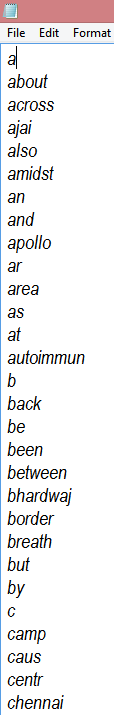 File Edit Format
a
about
across
ajai
also
amidst
an
and
apollo
ar
area
as
at
autoimmun
b
back
be
been
between
bhardwaj
border
breath
but
by
c
camp
caus
centr
chennai